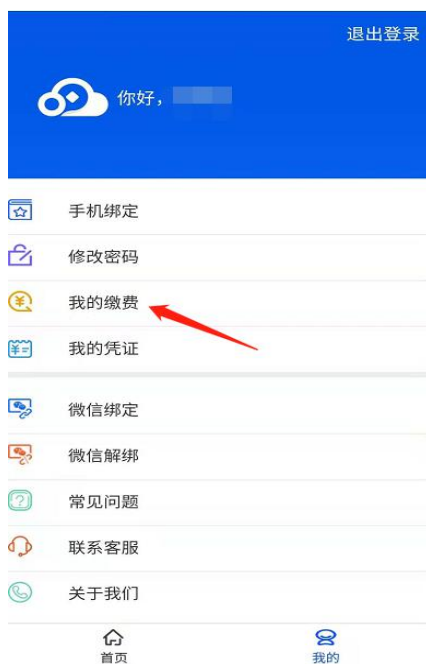 退出登录
你好，
手机绑定
修改密码
我的缴费
我的凭证
微信绑定
微信解绑
常见问题
联系客服
关于我们
首页
我的